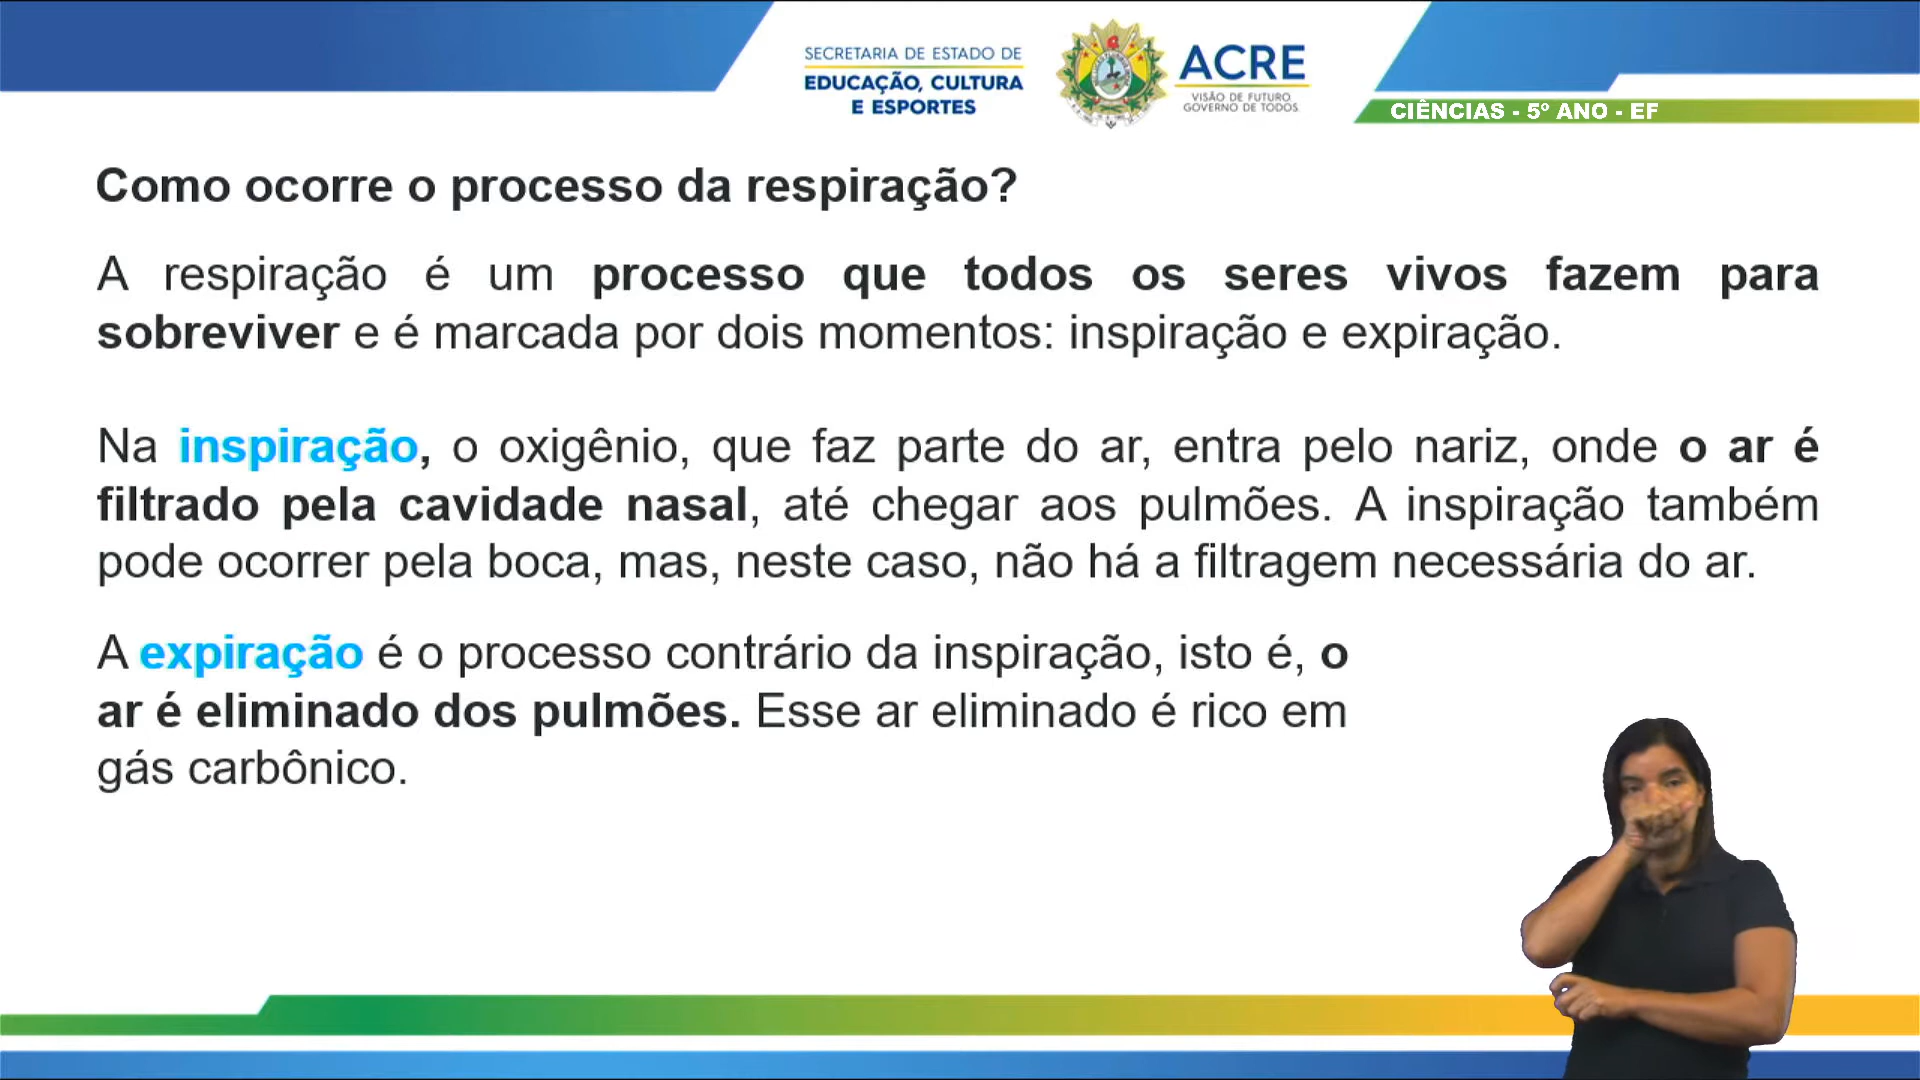 SECRETARIA DE ESTADO DE
EDUCAÇÃO, CULTURA
E ESPORTES
ACRE
VISÃO DE FUTURO
GOVERNO DE TODOS
CIÊNCIAS - 5º ANO - EF
Como ocorre o processo da respiração?
A respiração é um processo que todos os seres vivos fazem para
sobreviver e é marcada por dois momentos: inspiração e expiração.
Na inspiração, o oxigênio, que faz parte do ar, entra pelo nariz, onde o ar é
filtrado pela cavidade nasal, até chegar aos pulmões. A inspiração também
pode ocorrer pela boca, mas, neste caso, não há a filtragem necessária do ar.
A expiração é o processo contrário da inspiração, isto é, o
ar é eliminado dos pulmões. Esse ar eliminado é rico em
gás carbônico.